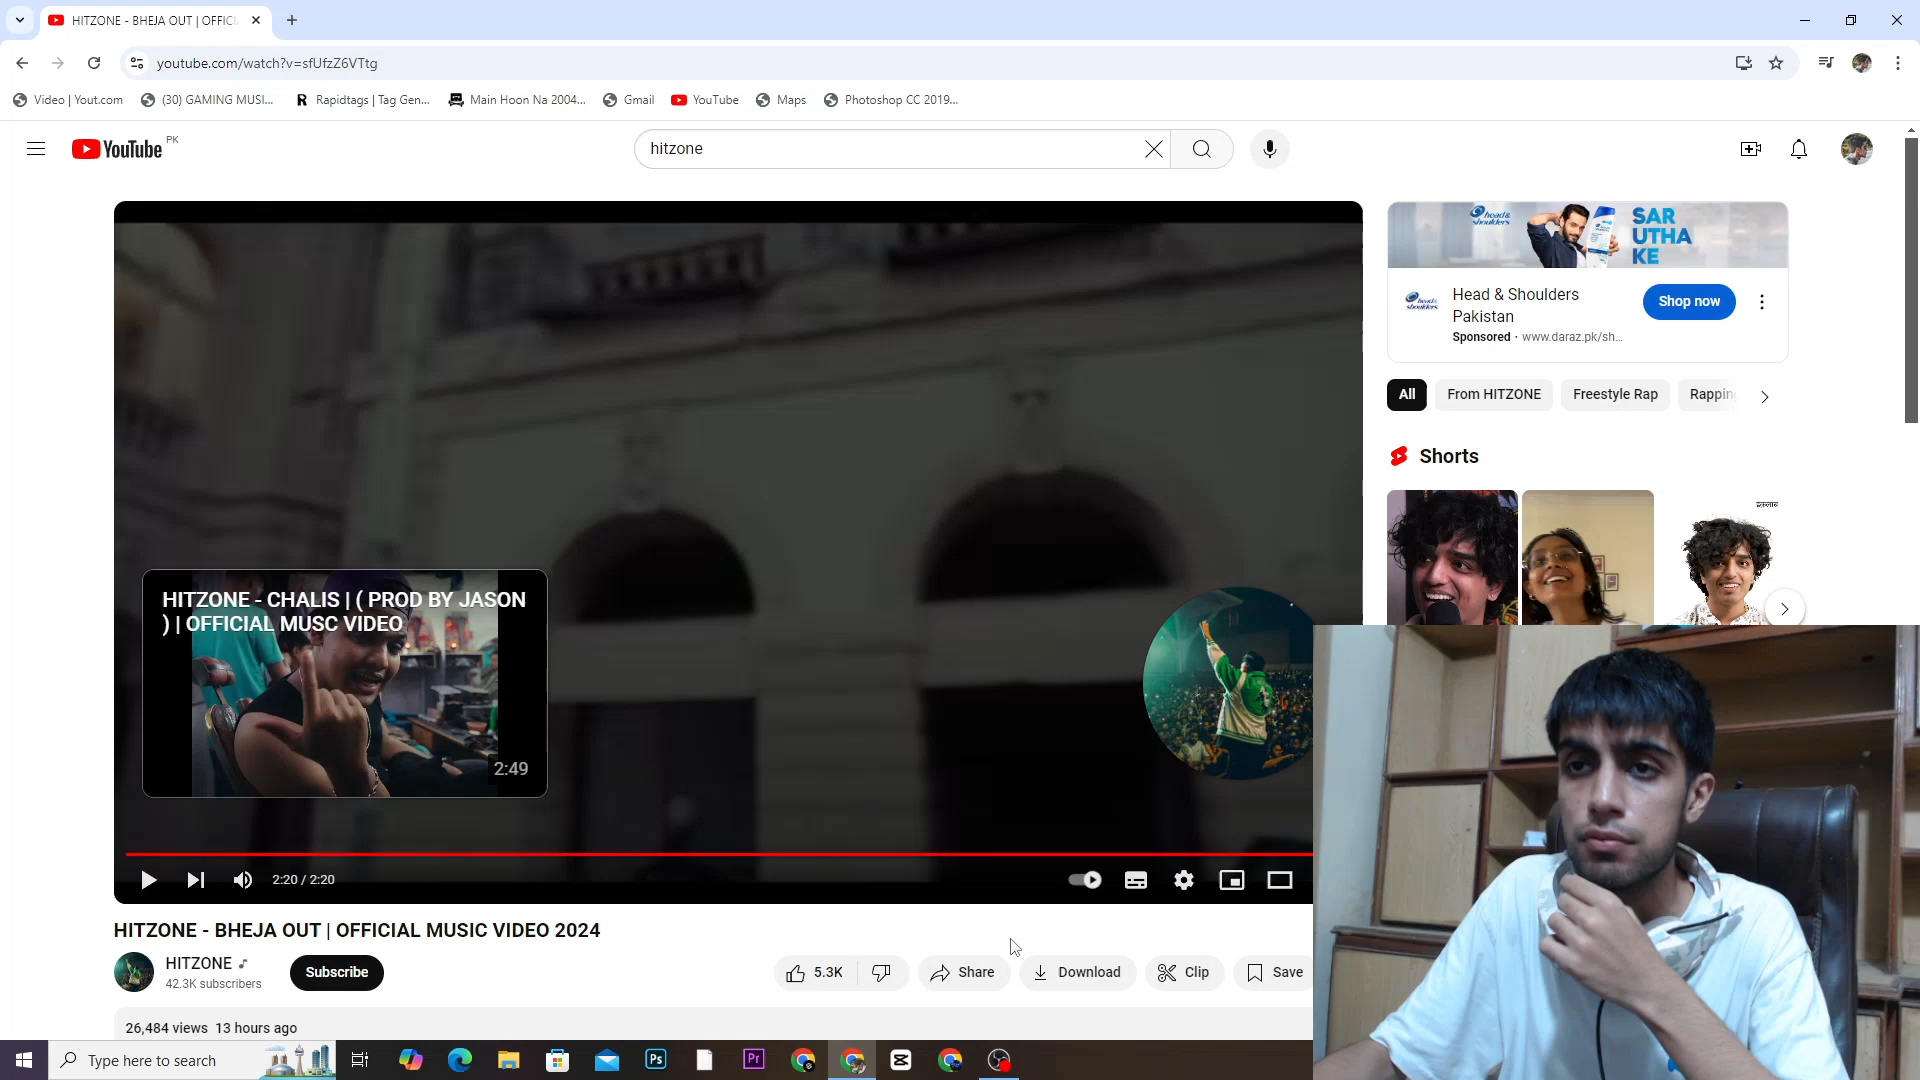 HITZONE - BHEJA OUT | OFFICI
youtube.com/watch?v=sfUfzZ6VTtg
Video | Yout.com
(30) GAMING MUSI...
Rapidtags | Tag Gen...
Main Hoon Na 2004...
Gmail
YouTube
Maps
Photoshop CC 2019...
YouTube PK
hitzone
HITZONE - CHALIS | ( PROD BY JASON
) | OFFICIAL MUSC VIDEO
2:49
2:20 / 2:20
head&
shoulders
SAR
UTHA
KE
Head & Shoulders
Pakistan
Shop now
Sponsored · www.daraz.pk/sh...
All
From HITZONE
Freestyle Rap
Rappin
Shorts
HITZONE - BHEJA OUT | OFFICIAL MUSIC VIDEO 2024
HITZONE
42.3K subscribers
Subscribe
5.3K
Share
Download
Clip
Save
26,484 views 13 hours ago
Type here to search
Ps
Pr